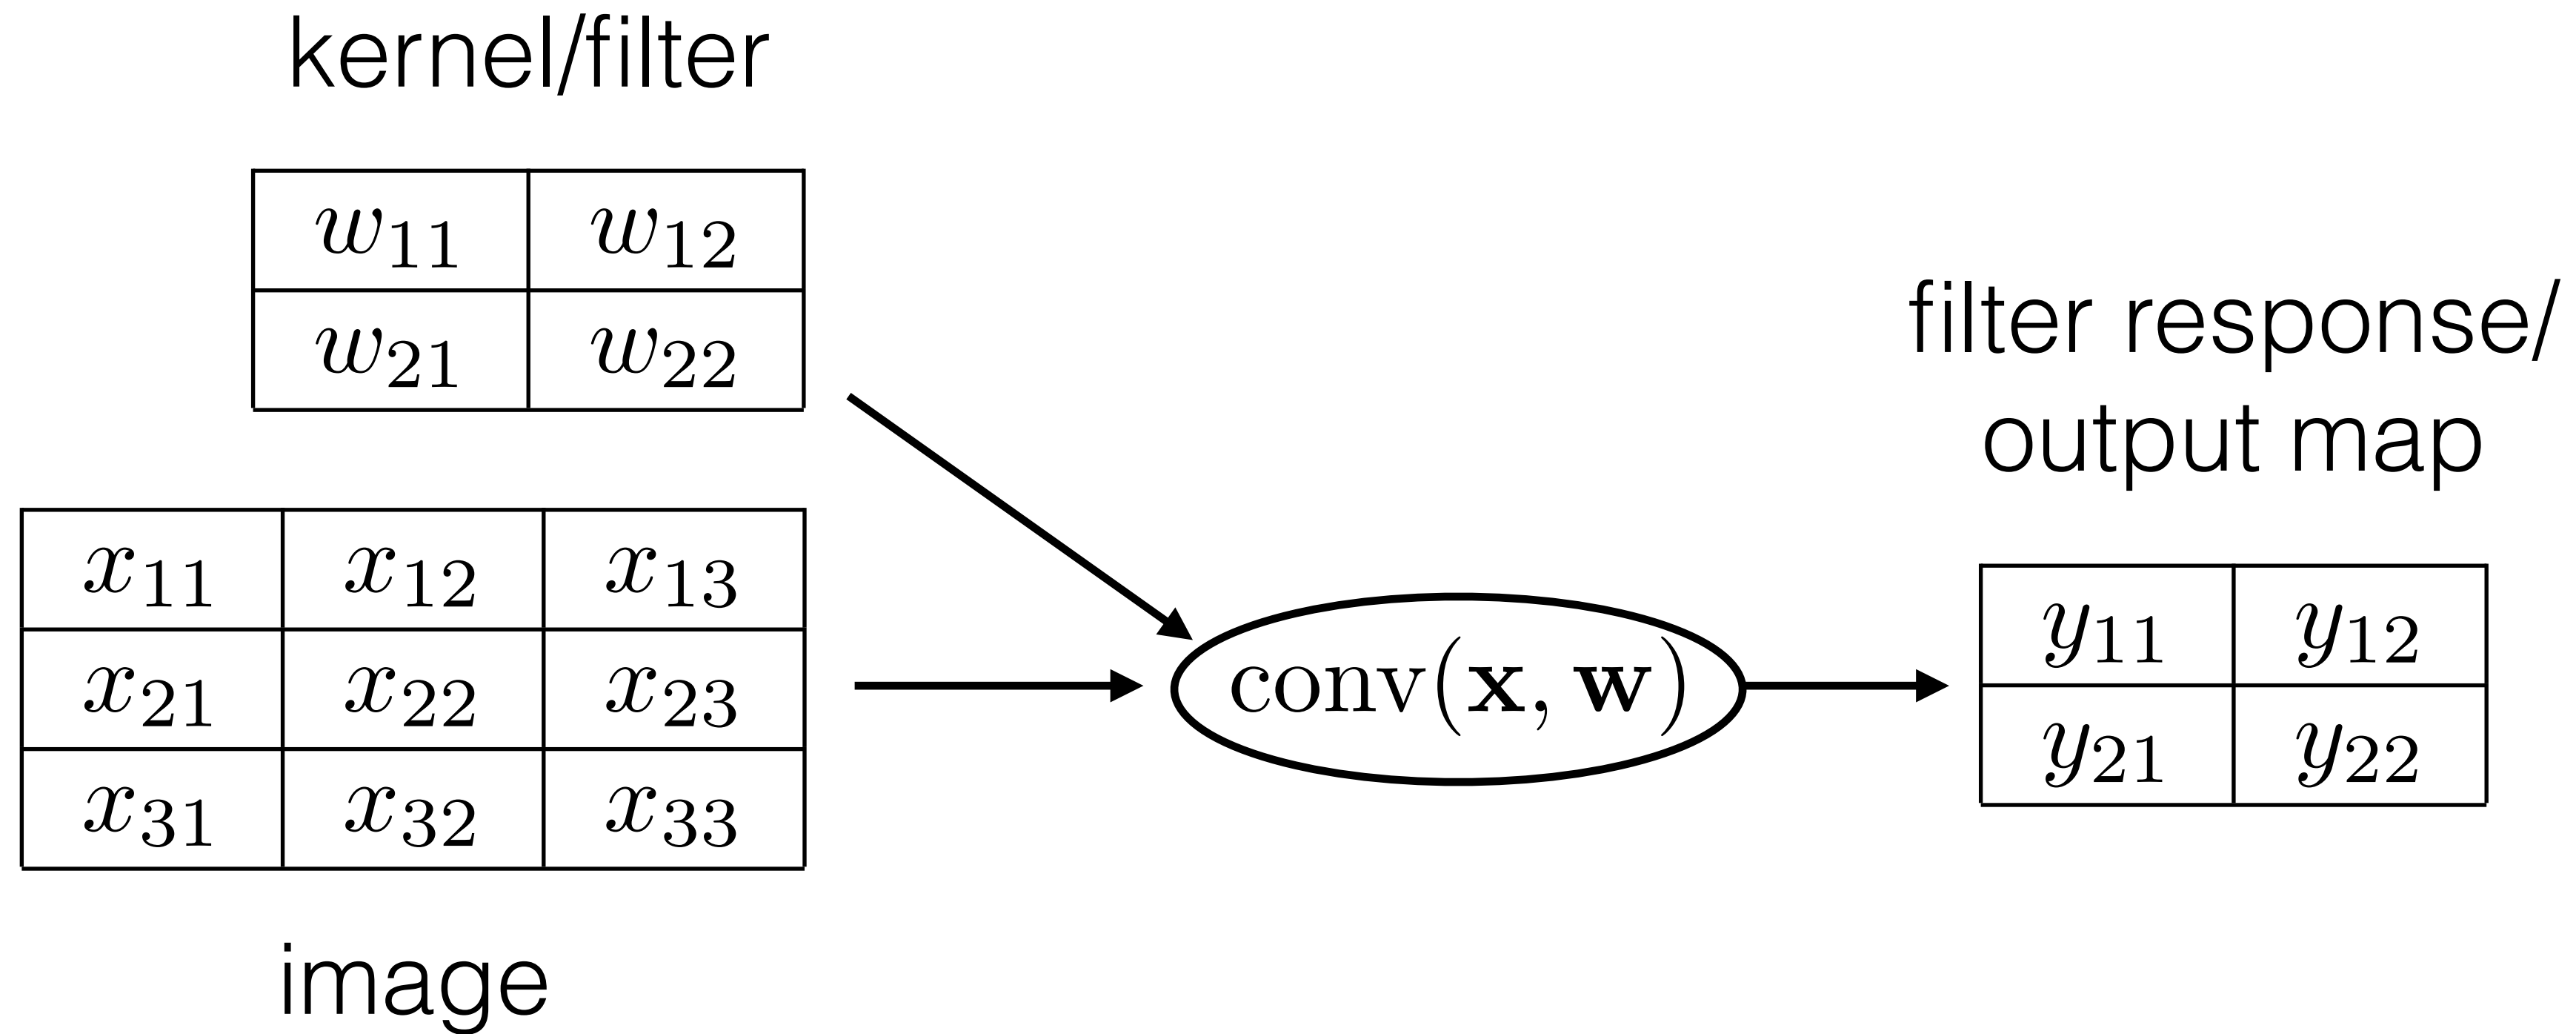 kernel/filter
w₁₁ w₁₂
w₂₁ w₂₂
x₁₁ x₁₂ x₁₃
x₂₁ x₂₂ x₂₃
x₃₁ x₃₂ x₃₃
image
conv(𝐱, 𝐰)
filter response/
output map
y₁₁ y₁₂
y₂₁ y₂₂